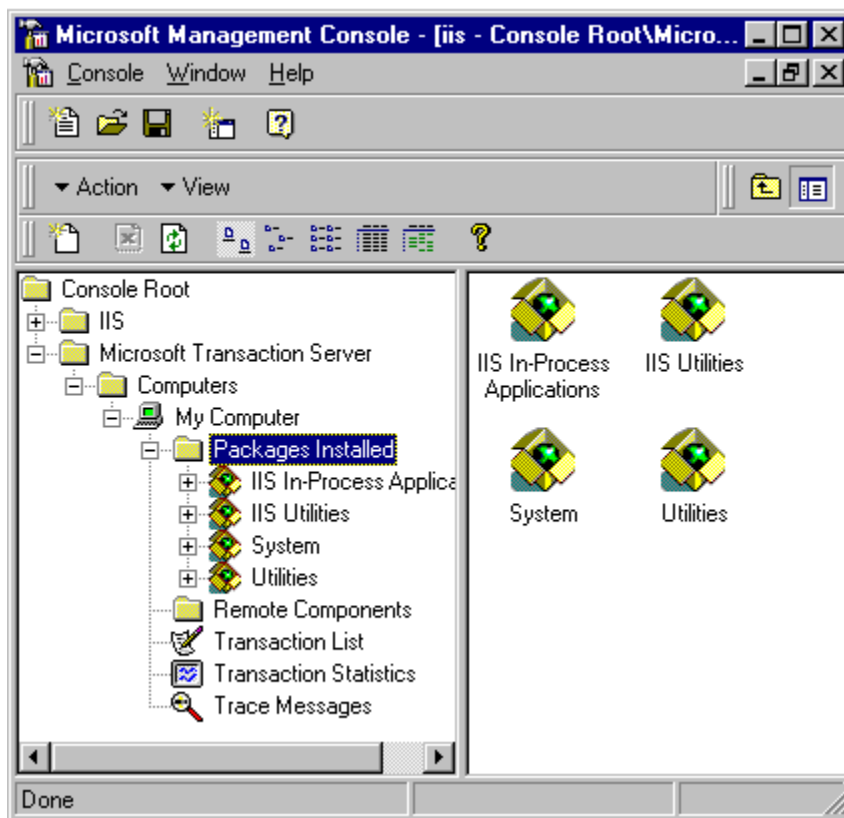 Microsoft Management Console - [iis - Console Root\Micro...
Console Window Help
Action View
Console Root
IIS
Microsoft Transaction Server
Computers
My Computer
Packages Installed
IIS In-Process Applica
IIS Utilities
System
Utilities
Remote Components
Transaction List
Transaction Statistics
Trace Messages
IIS In-Process
Applications
IIS Utilities
System
Utilities
Done